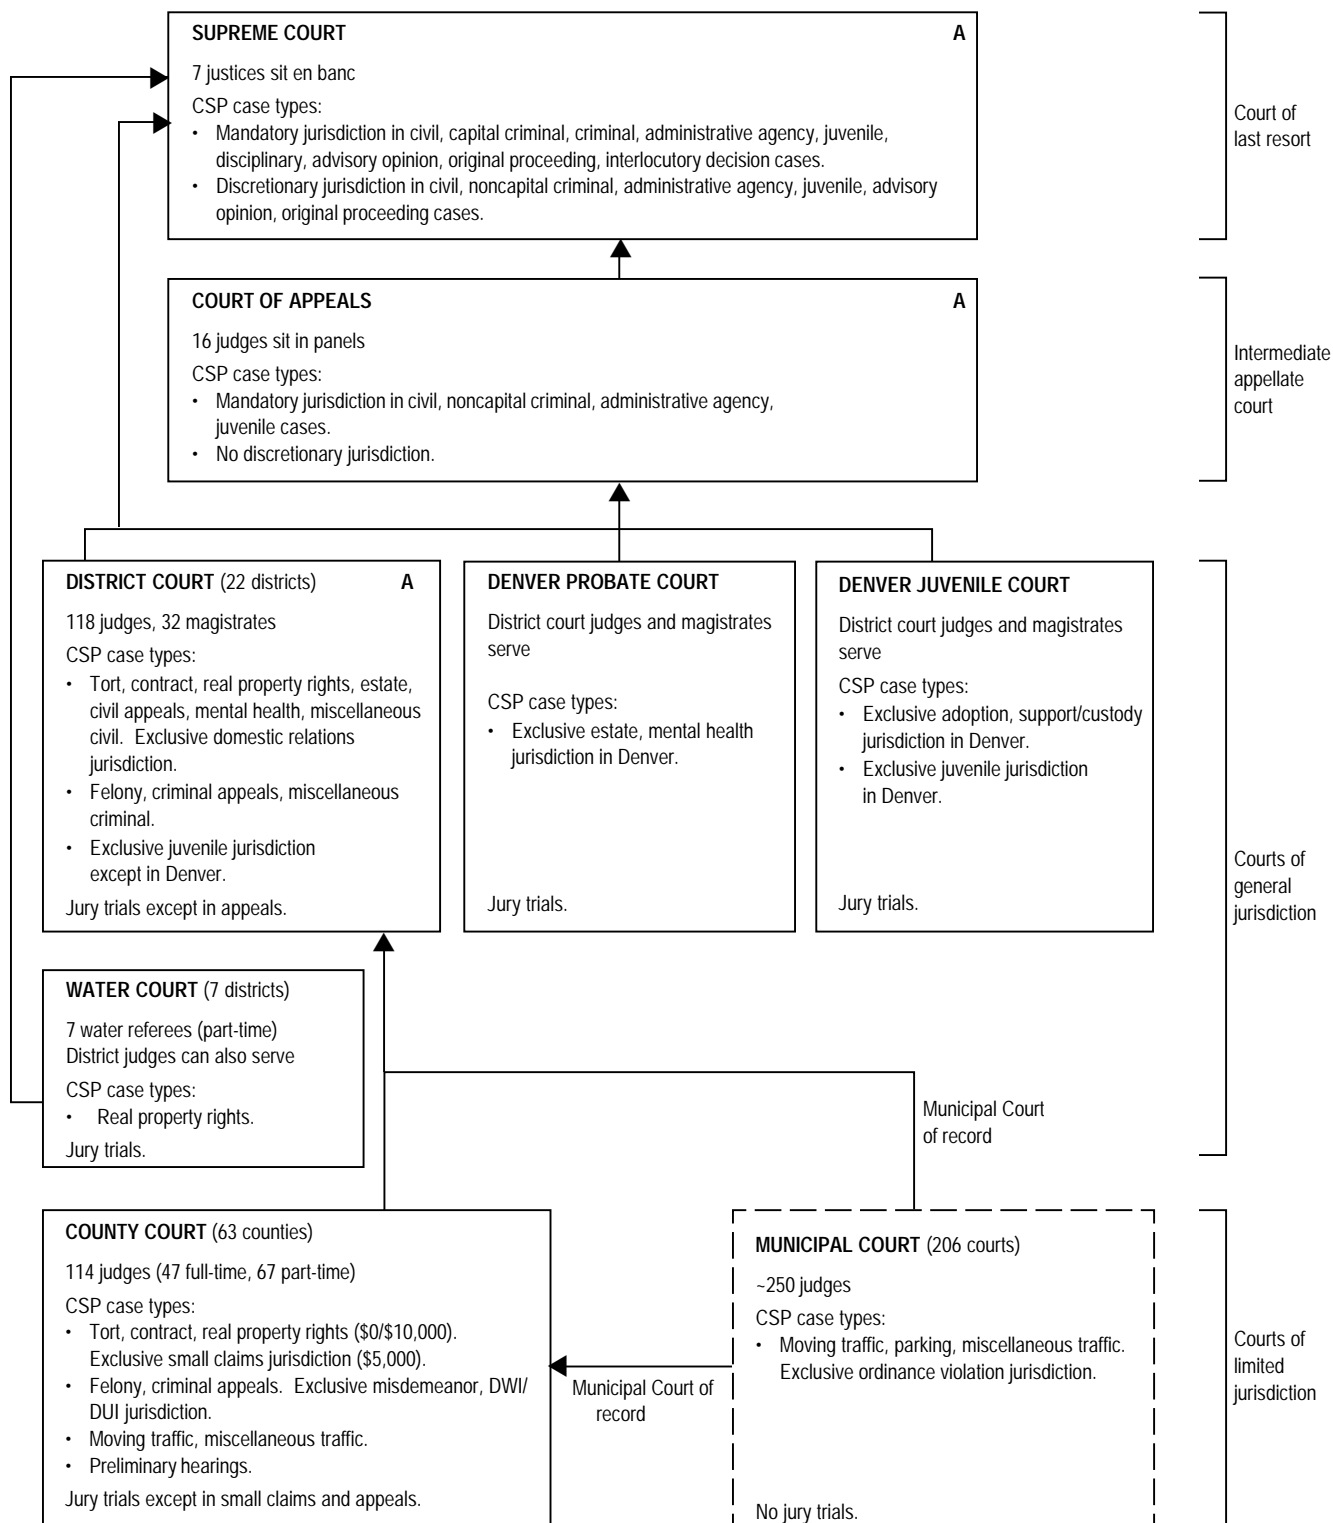 SUPREME COURT A
7 justices sit en banc
CSP case types:
• Mandatory jurisdiction in civil, capital criminal, criminal, administrative agency, juvenile,
disciplinary, advisory opinion, original proceeding, interlocutory decision cases.
• Discretionary jurisdiction in civil, noncapital criminal, administrative agency, juvenile, advisory
opinion, original proceeding cases.
Court of
last resort
COURT OF APPEALS A
16 judges sit in panels
CSP case types:
• Mandatory jurisdiction in civil, noncapital criminal, administrative agency,
juvenile cases.
• No discretionary jurisdiction.
Intermediate
appellate
court
DISTRICT COURT (22 districts) A
118 judges, 32 magistrates
CSP case types:
• Tort, contract, real property rights, estate,
civil appeals, mental health, miscellaneous
civil. Exclusive domestic relations
jurisdiction.
• Felony, criminal appeals, miscellaneous
criminal.
• Exclusive juvenile jurisdiction
except in Denver.
Jury trials except in appeals.
DENVER PROBATE COURT
District court judges and magistrates
serve
CSP case types:
• Exclusive estate, mental health
jurisdiction in Denver.
Jury trials.
DENVER JUVENILE COURT
District court judges and magistrates
serve
CSP case types:
• Exclusive adoption, support/custody
jurisdiction in Denver.
• Exclusive juvenile jurisdiction
in Denver.
Jury trials.
Courts of
general
jurisdiction
WATER COURT (7 districts)
7 water referees (part-time)
District judges can also serve
CSP case types:
• Real property rights.
Jury trials.
Municipal Court
of record
COUNTY COURT (63 counties)
114 judges (47 full-time, 67 part-time)
CSP case types:
• Tort, contract, real property rights ($0/$10,000).
Exclusive small claims jurisdiction ($5,000).
• Felony, criminal appeals. Exclusive misdemeanor, DWI/
DUI jurisdiction.
• Moving traffic, miscellaneous traffic.
• Preliminary hearings.
Jury trials except in small claims and appeals.
Municipal Court of
record
MUNICIPAL COURT (206 courts)
~250 judges
CSP case types:
• Moving traffic, parking, miscellaneous traffic.
Exclusive ordinance violation jurisdiction.
No jury trials.
Courts of
limited
jurisdiction